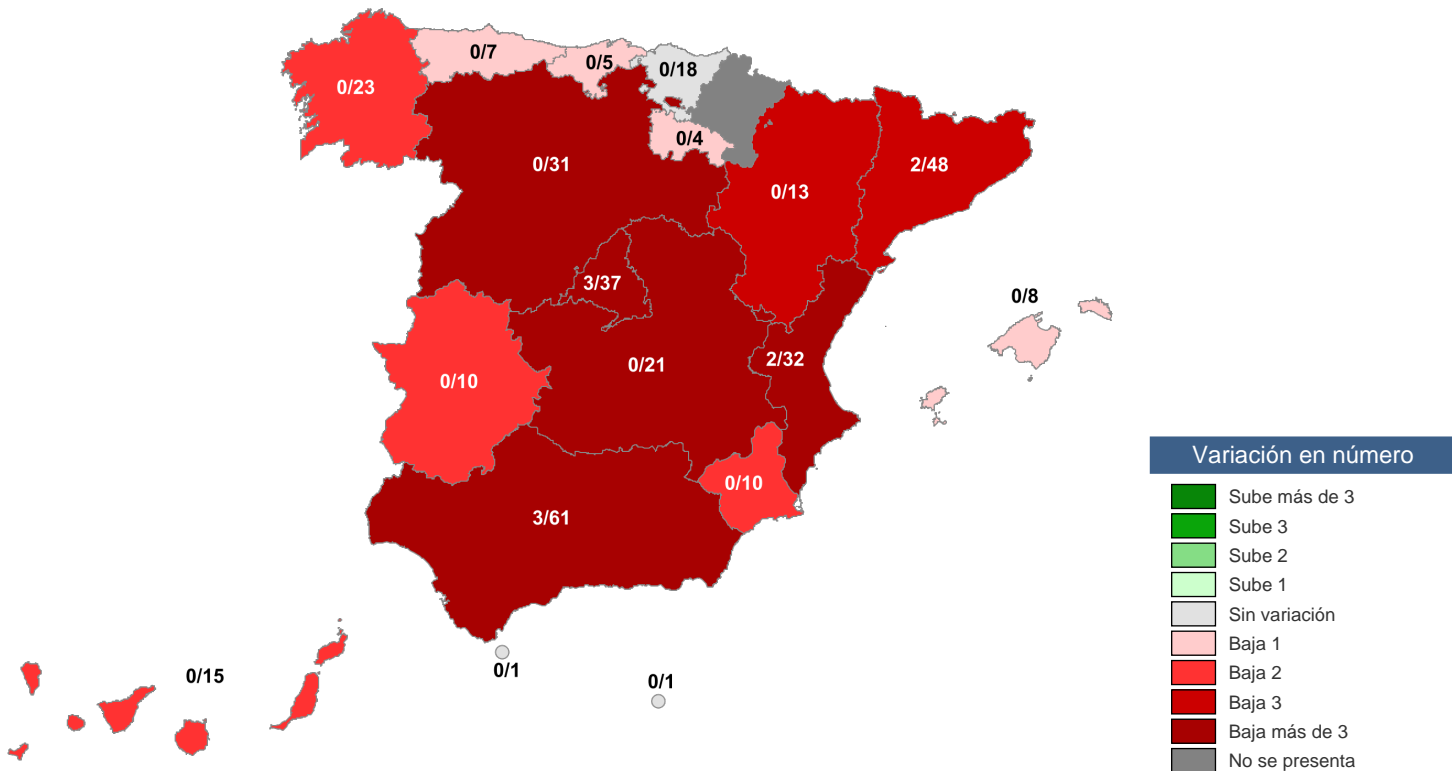 0/7
0/5
0/18
0/23
0/4
0/31
2/48
0/13
3/37
0/8
2/32
0/21
0/10
0/10
3/61
0/15
0/1
0/1
Variación en número
Sube más de 3
Sube 3
Sube 2
Sube 1
Sin variación
Baja 1
Baja 2
Baja 3
Baja más de 3
No se presenta